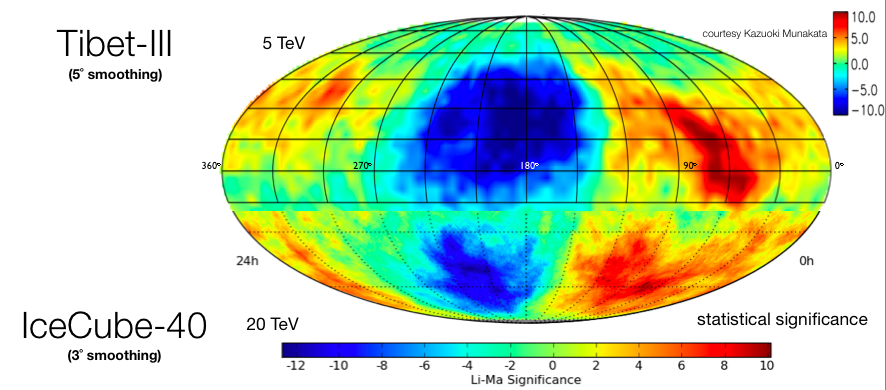 Tibet-III
(5° smoothing)
5 TeV
courtesy Kazuoki Munakata
10.0
5.0
0.0
−5.0
−10.0
360°
270°
180°
90°
0°
24h
0h
IceCube-40
(3° smoothing)
20 TeV
statistical significance
-12 -10 -8 -6 -4 -2 0 2 4 6 8 10
Li-Ma Significance